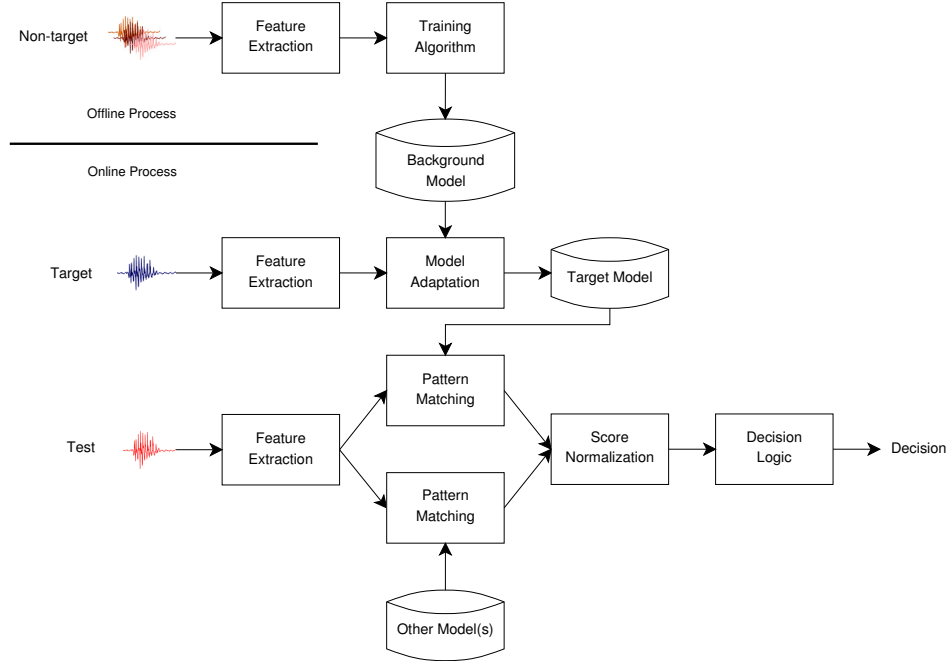 Non-target
Feature
Extraction
Training
Algorithm
Offline Process
Online Process
Background
Model
Target
Feature
Extraction
Model
Adaptation
Target Model
Pattern
Matching
Test
Feature
Extraction
Score
Normalization
Decision
Logic
Decision
Pattern
Matching
Other Model(s)